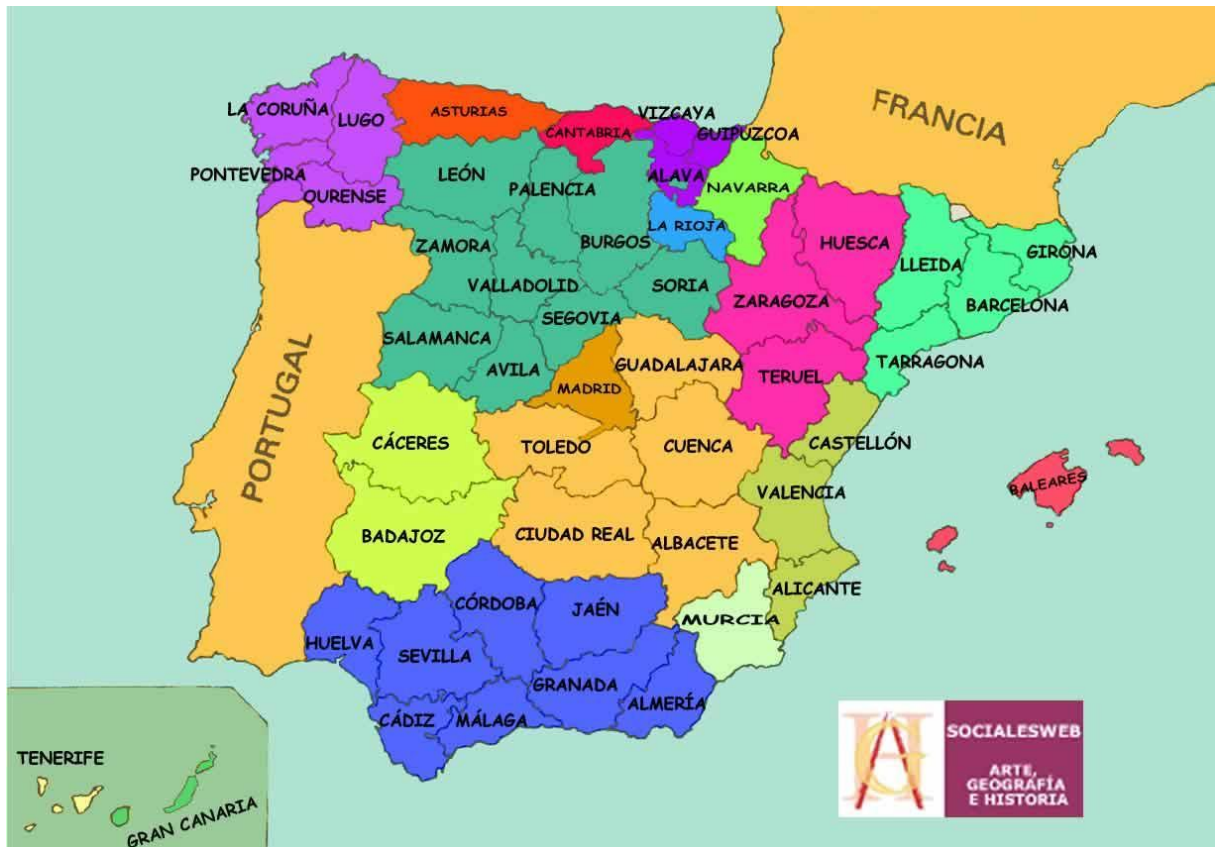 FRANCIA
LA CORUÑA
LUGO
ASTURIAS
CANTABRIA
VIZCAYA
GUIPUZCOA
PONTEVEDRA
OURENSE
LEÓN
PALENCIA
ALAVA
NAVARRA
LA RIOJA
BURGOS
HUESCA
LLEIDA
GIRONA
ZAMORA
VALLADOLID
SORIA
ZARAGOZA
BARCELONA
SEGOVIA
SALAMANCA
AVILA
GUADALAJARA
TARRAGONA
MADRID
TERUEL
PORTUGAL
CÁCERES
TOLEDO
CUENCA
CASTELLÓN
BALEARES
VALENCIA
BADAJOZ
CIUDAD REAL
ALBACETE
ALICANTE
CÓRDOBA
JAÉN
MURCIA
HUELVA
SEVILLA
GRANADA
ALMERÍA
CÁDIZ
MÁLAGA
TENERIFE
GRAN CANARIA
HAG
SOCIALESWEB
ARTE,
GEOGRAFÍA
E HISTORIA